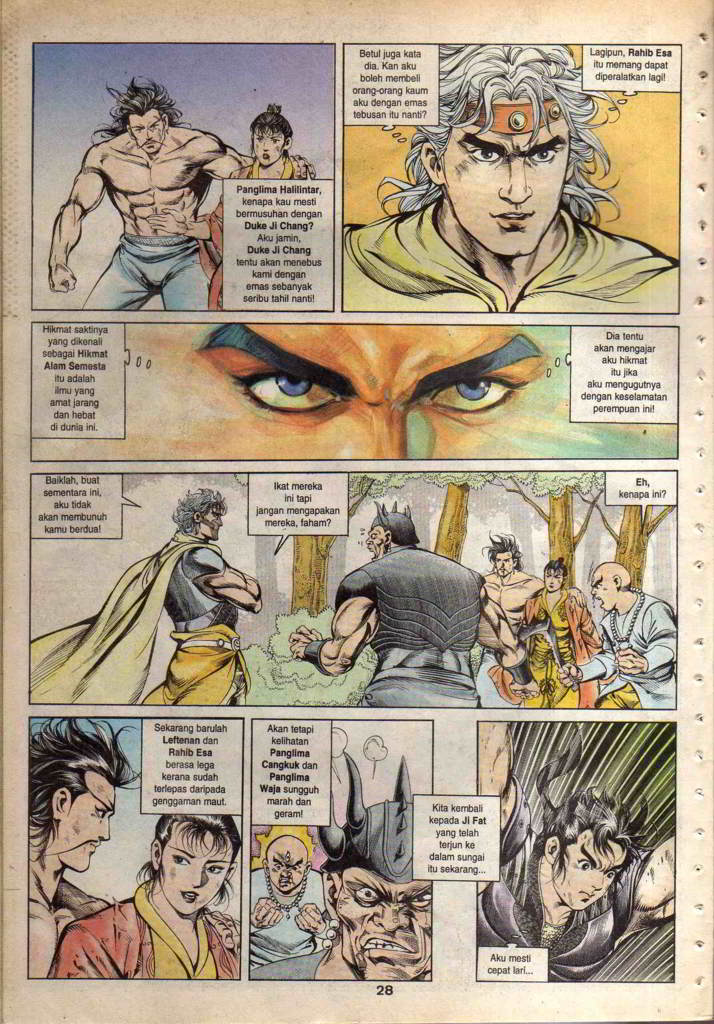 Panglima Halilintar,
kenapa kau mesti
bermusuhan dengan
Duke Ji Chang?
Aku jamin,
Duke Ji Chang
tentu akan menebus
kami dengan
emas sebanyak
seribu tahil nanti!
Betul juga kata
dia. Kan aku
boleh membeli
orang-orang kaum
aku dengan emas
tebusan itu nanti?
Lagipun, Rahib Esa
itu memang dapat
diperalatkan lagi!
Hikmat saktinya
yang dikenali
sebagai Hikmat
Alam Semesta
itu adalah
ilmu yang
amat jarang
dan hebat
di dunia ini.
Dia tentu
akan mengajar
aku hikmat
itu jika
aku mengugutnya
dengan keselamatan
perempuan ini!
Baiklah, buat
sementara ini,
aku tidak
akan membunuh
kamu berdua!
Ikat mereka
ini tapi
jangan mengapakan
mereka, faham?
Eh,
kenapa ini?
Sekarang barulah
Leftenan dan
Rahib Esa
berasa lega
kerana sudah
terlepas daripada
genggaman maut.
Akan tetapi
kelihatan
Panglima
Cangkuk dan
Panglima
Waja sungguh
marah dan
geram!
Kita kembali
kepada Ji Fat
yang telah
terjun ke
dalam sungai
itu sekarang...
Aku mesti
cepat lari...
28